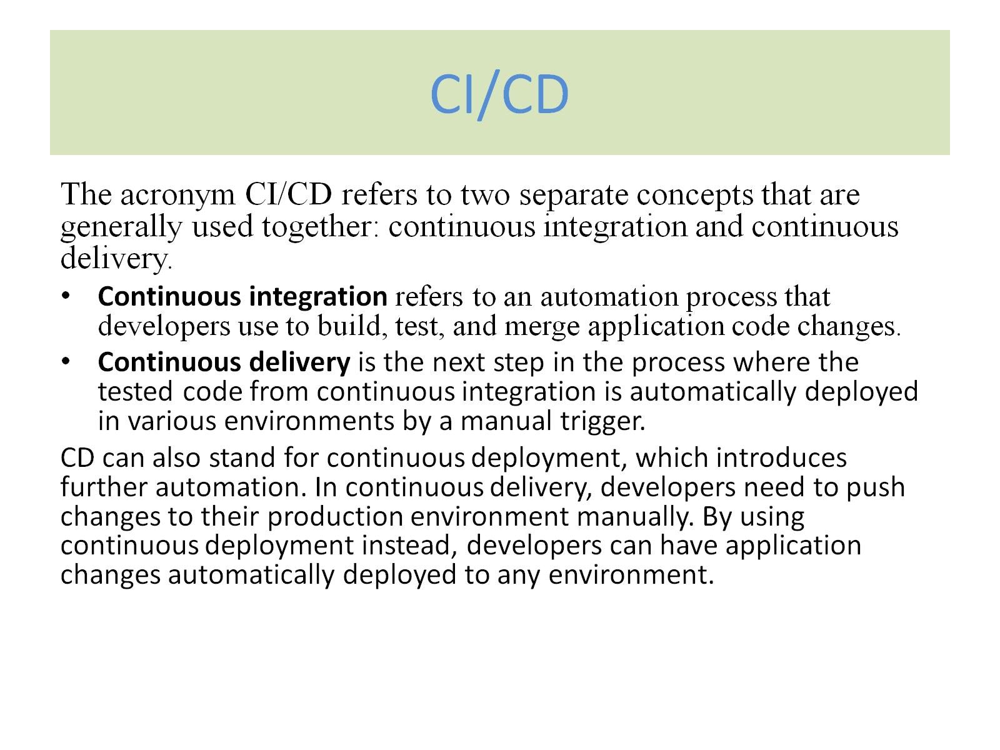 CI/CD
The acronym CI/CD refers to two separate concepts that are
generally used together: continuous integration and continuous
delivery.
• Continuous integration refers to an automation process that
developers use to build, test, and merge application code changes.
• Continuous delivery is the next step in the process where the
tested code from continuous integration is automatically deployed
in various environments by a manual trigger.
CD can also stand for continuous deployment, which introduces
further automation. In continuous delivery, developers need to push
changes to their production environment manually. By using
continuous deployment instead, developers can have application
changes automatically deployed to any environment.